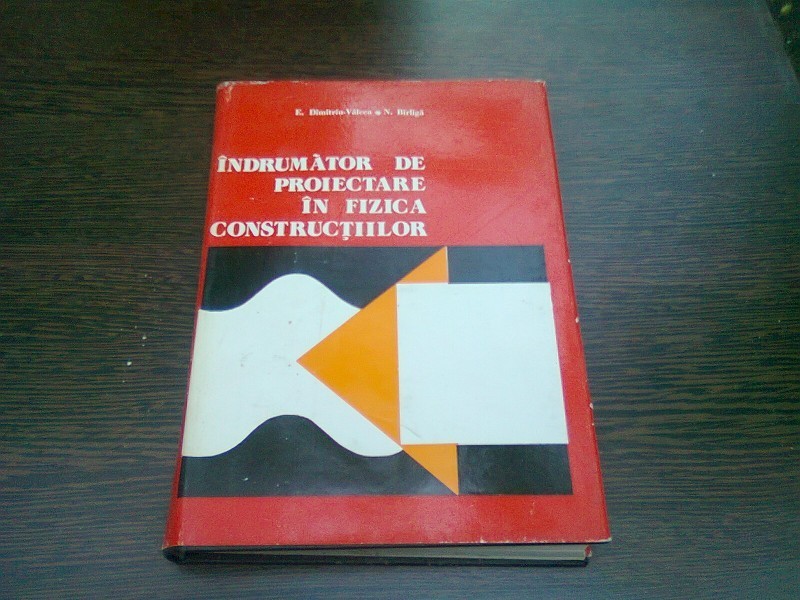 E. Dimitriu-Vâlcea • N. Bîrligă
ÎNDRUMĂTOR DE
PROIECTARE
ÎN FIZICA
CONSTRUCȚIILOR